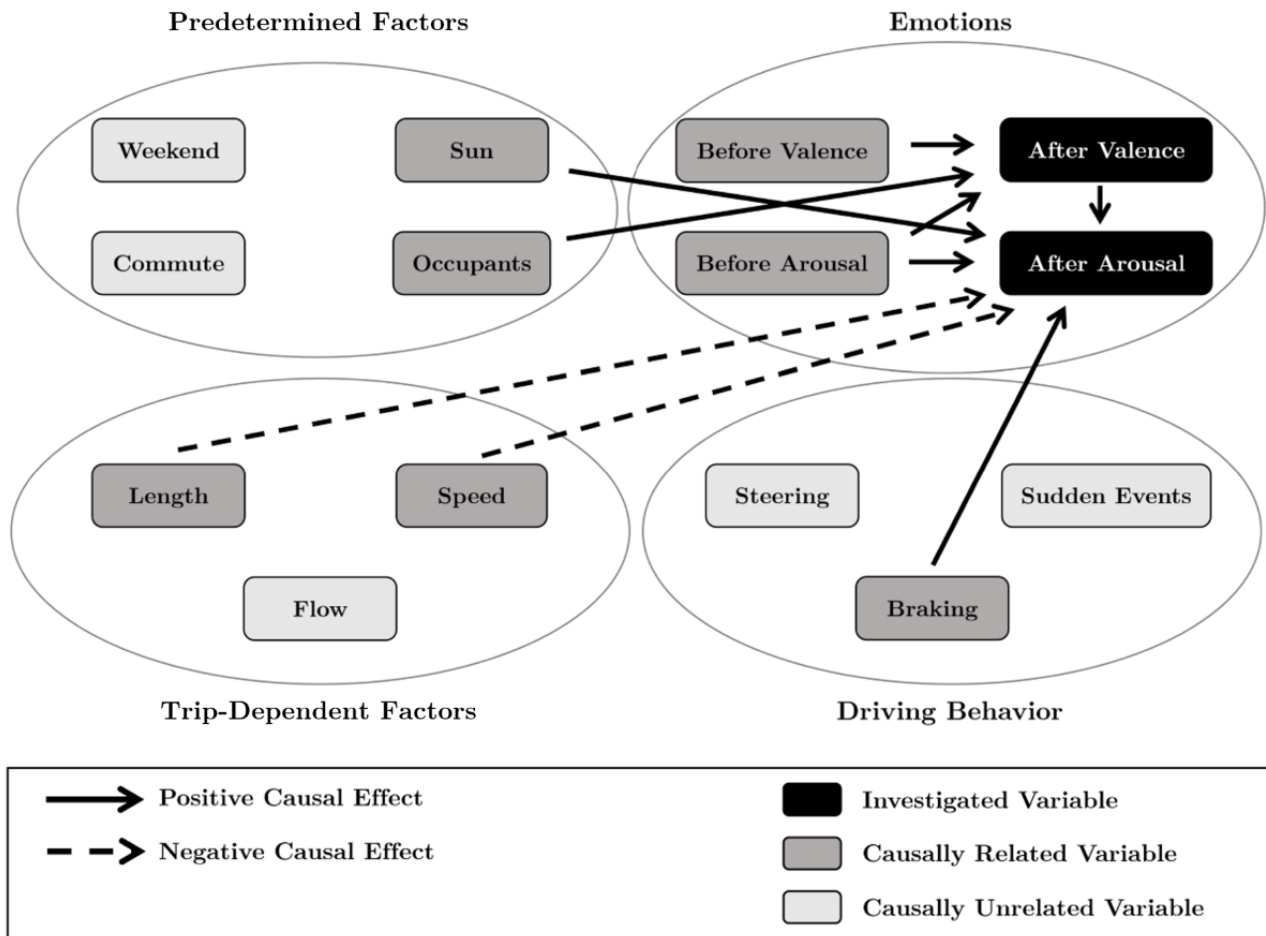 Predetermined Factors
Emotions
Weekend
Sun
Before Valence
After Valence
Commute
Occupants
Before Arousal
After Arousal
Length
Speed
Steering
Sudden Events
Flow
Braking
Trip-Dependent Factors
Driving Behavior
Positive Causal Effect
Negative Causal Effect
Investigated Variable
Causally Related Variable
Causally Unrelated Variable